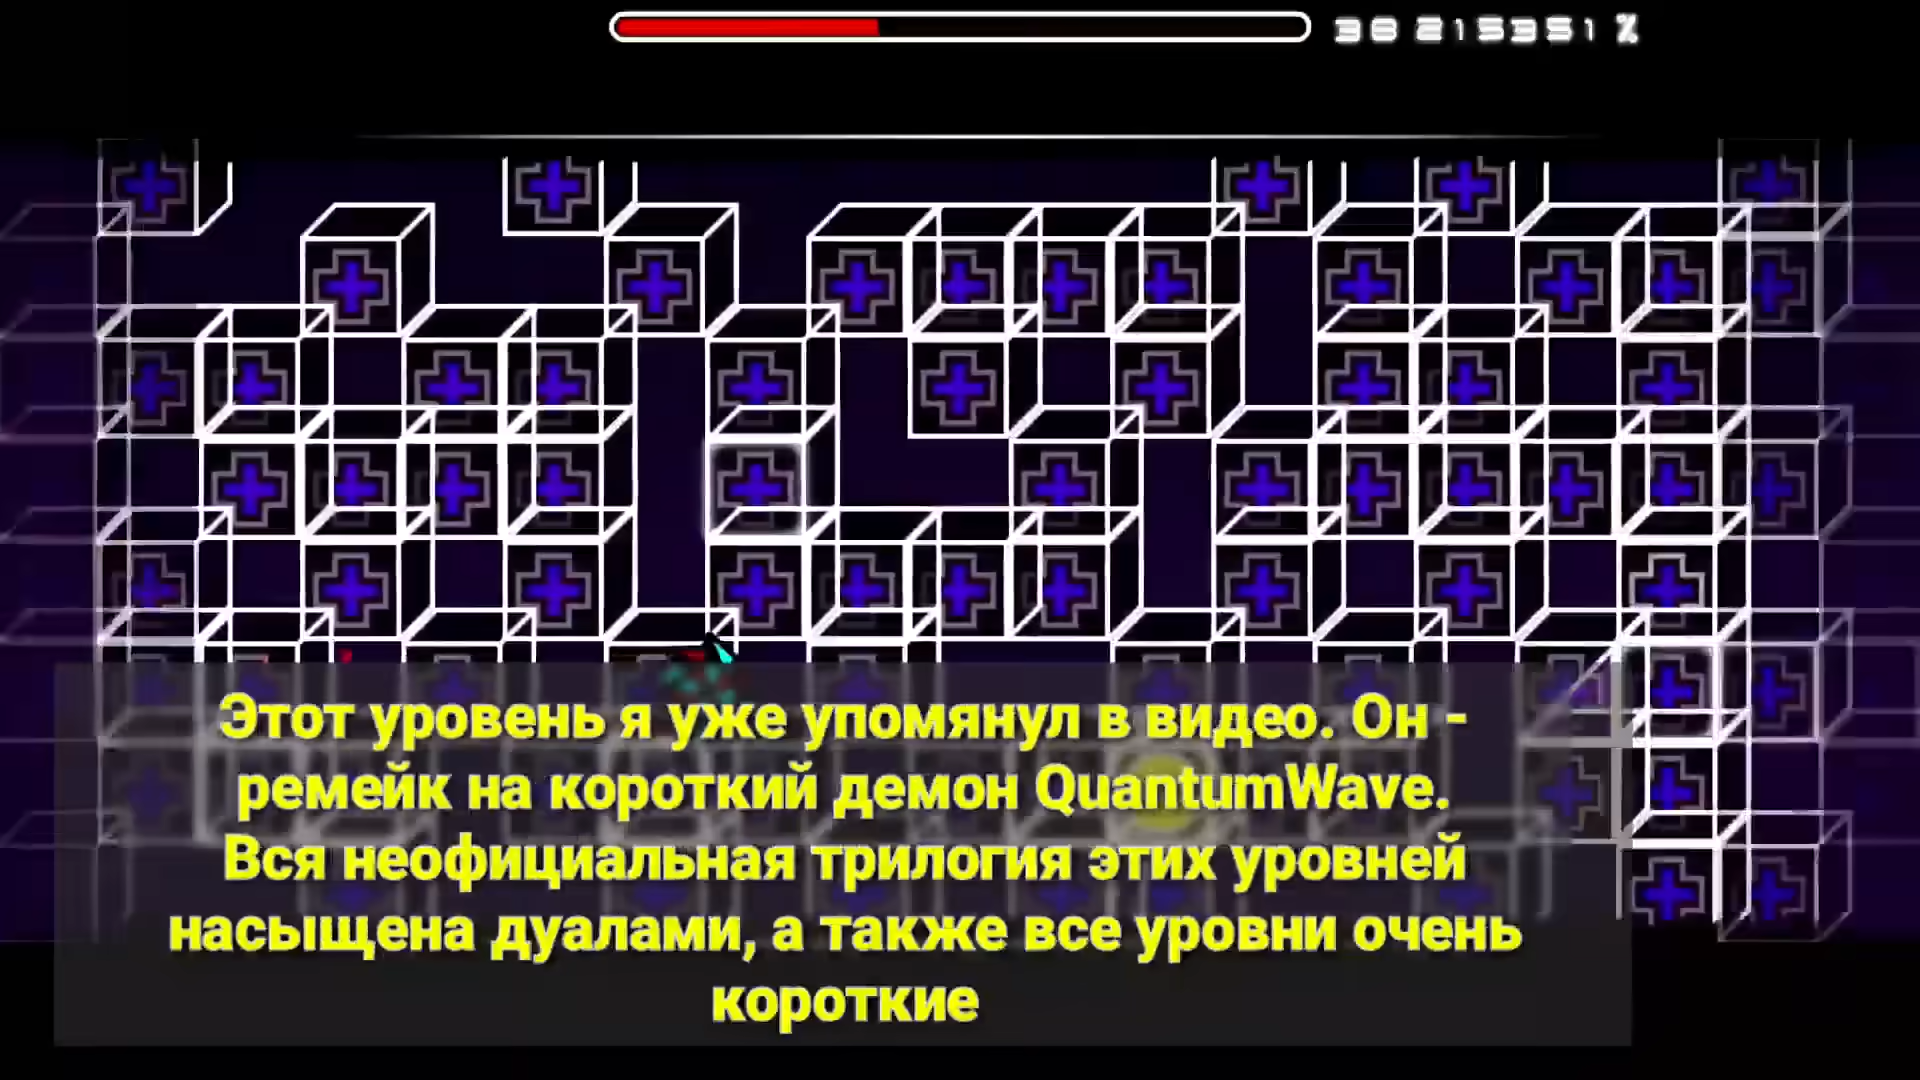 38 215351 %
Этот уровень я уже упомянул в видео. Он -
ремейк на короткий демон QuantumWave.
Вся неофициальная трилогия этих уровней
насыщена дуалами, а также все уровни очень
короткие